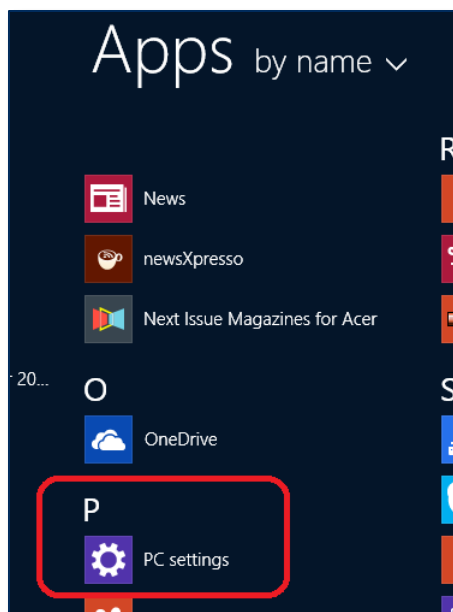 Apps by name
R
News
newsXpresso
Next Issue Magazines for Acer
20...
O
S
OneDrive
P
PC settings